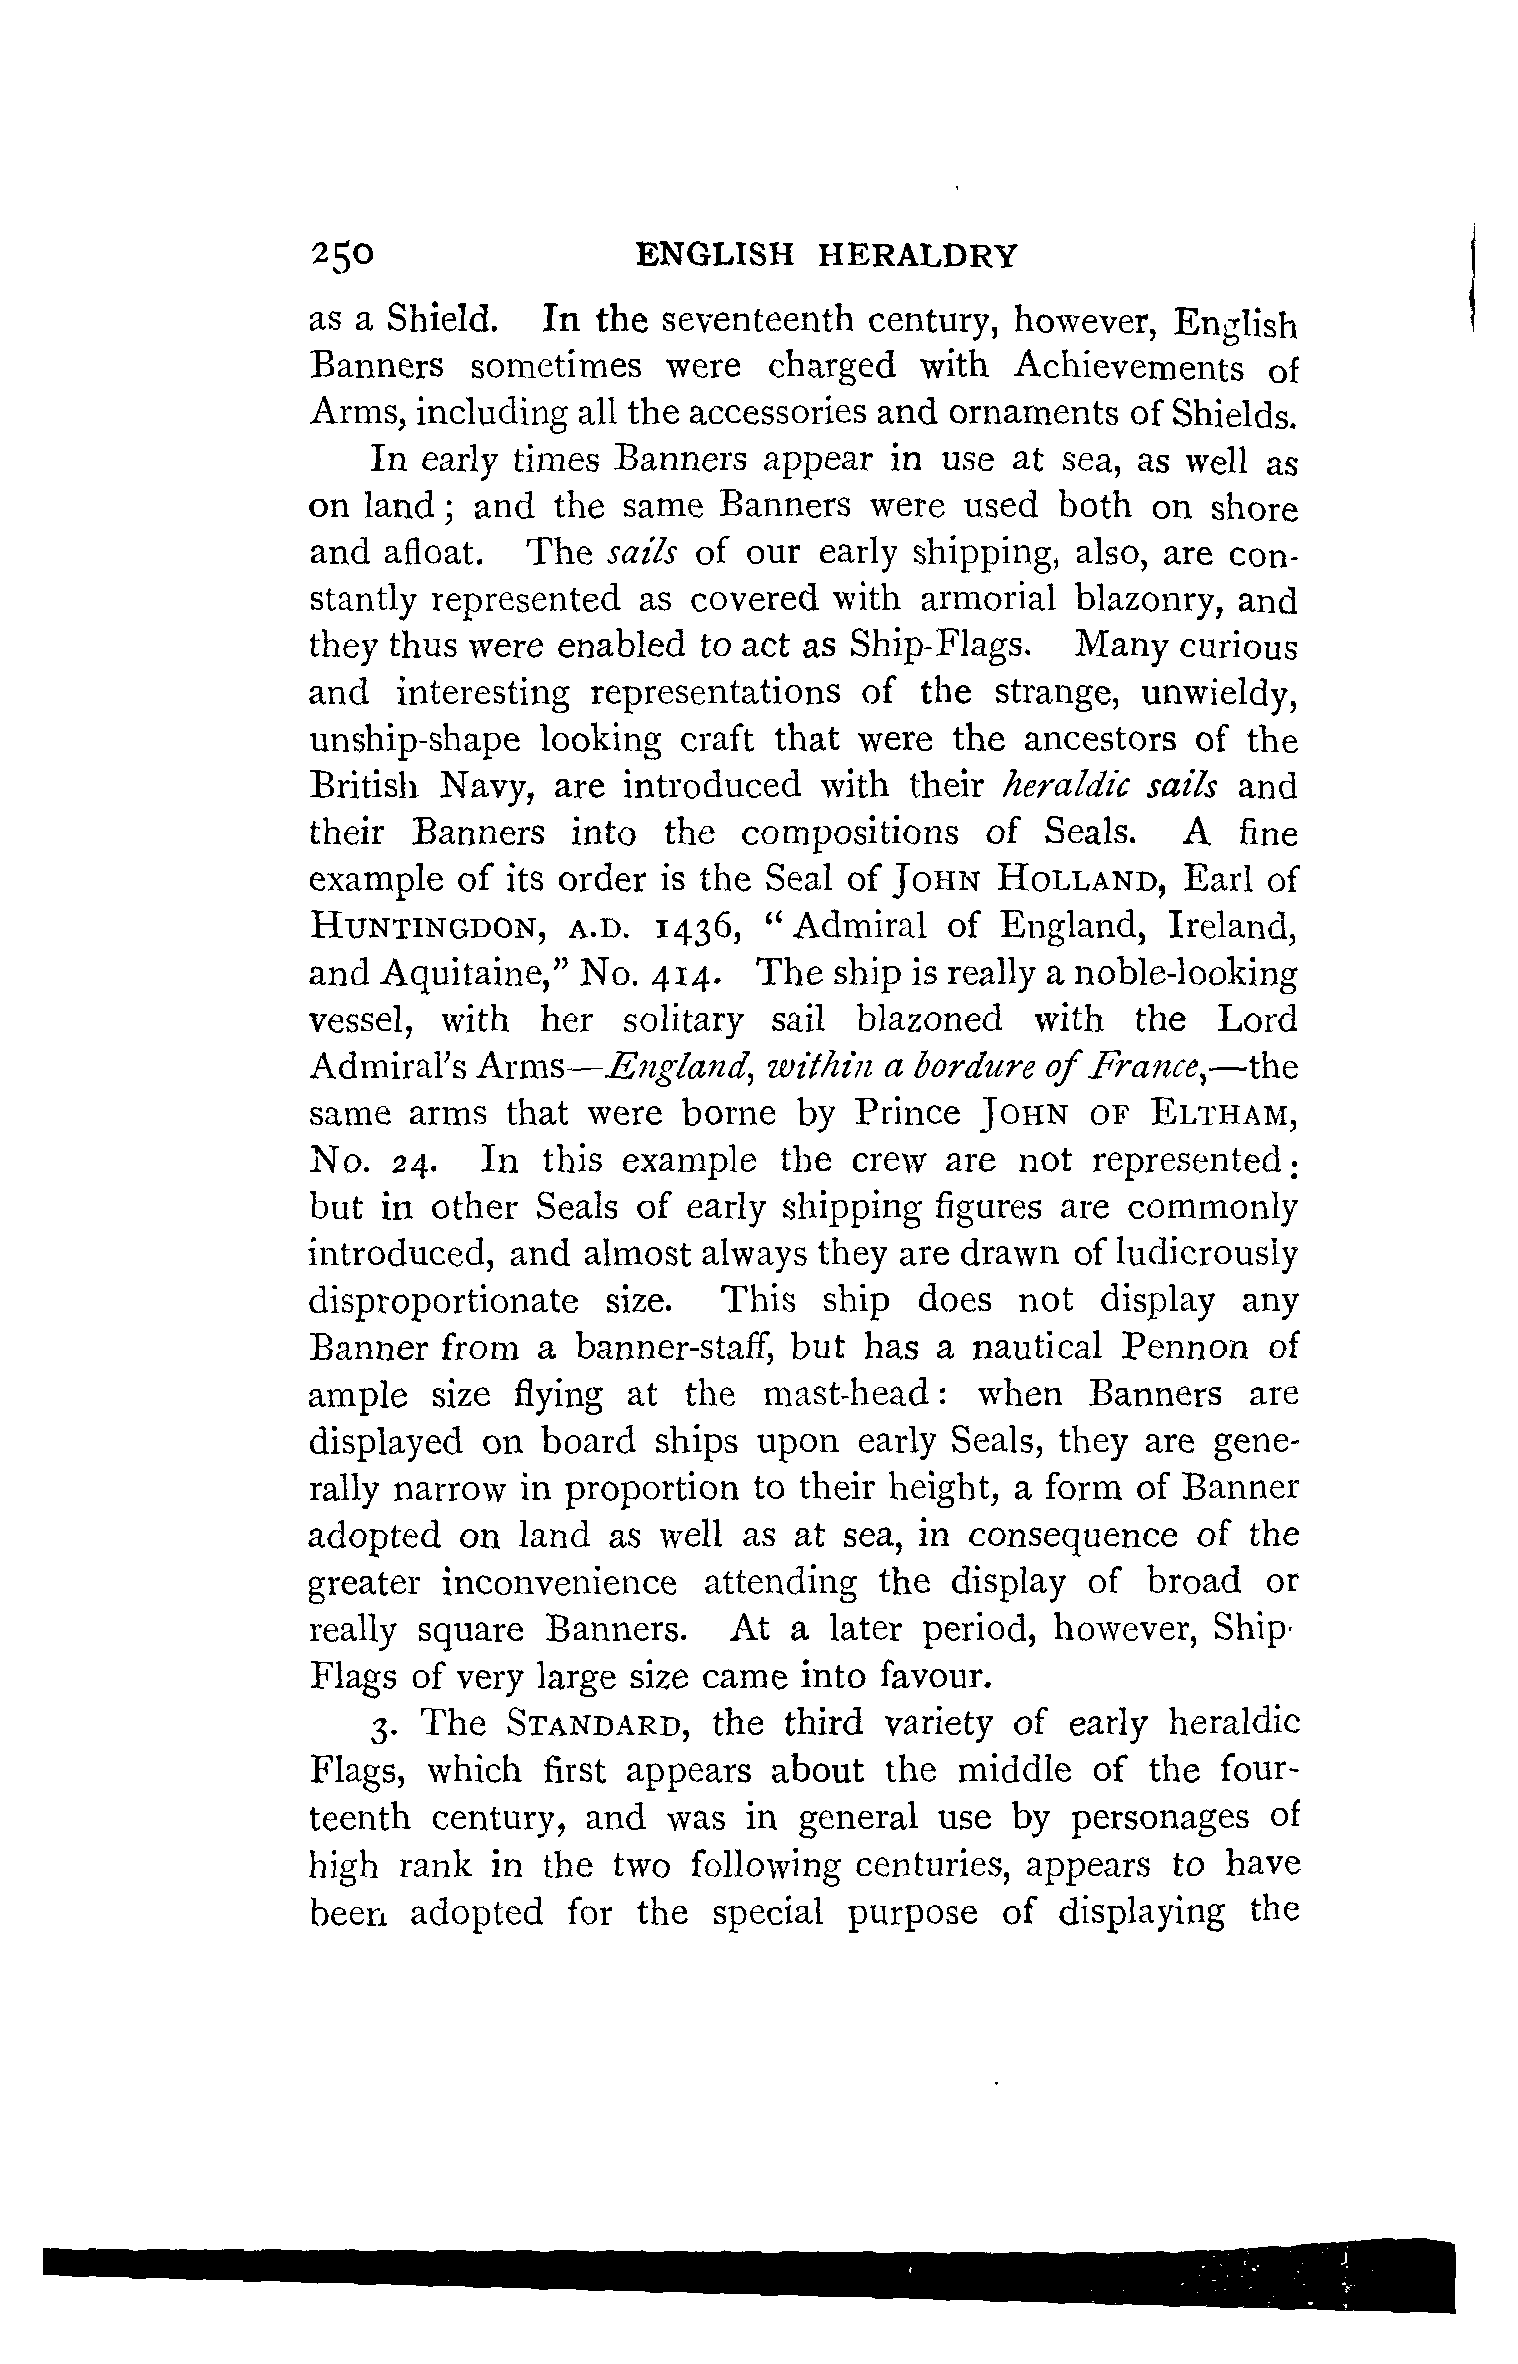 250 ENGLISH HERALDRY
as a Shield. In the seventeenth century, however, English
Banners sometimes were charged with Achievements of
Arms, including all the accessories and ornaments of Shields.
In early times Banners appear in use at sea, as well as
on land; and the same Banners were used both on shore
and afloat. The sails of our early shipping, also, are con-
stantly represented as covered with armorial blazonry, and
they thus were enabled to act as Ship-Flags. Many curious
and interesting representations of the strange, unwieldy,
unship-shape looking craft that were the ancestors of the
British Navy, are introduced with their heraldic sails and
their Banners into the compositions of Seals. A fine
example of its order is the Seal of JOHN HOLLAND, Earl of
HUNTINGDON, A.D. 1436, “Admiral of England, Ireland,
and Aquitaine,” No. 414. The ship is really a noble-looking
vessel, with her solitary sail blazoned with the Lord
Admiral's Arms—England, within a bordure of France,—the
same arms that were borne by Prince JOHN OF ELTHAM,
No. 24. In this example the crew are not represented:
but in other Seals of early shipping figures are commonly
introduced, and almost always they are drawn of ludicrously
disproportionate size. This ship does not display any
Banner from a banner-staff, but has a nautical Pennon of
ample size flying at the mast-head: when Banners are
displayed on board ships upon early Seals, they are gene-
rally narrow in proportion to their height, a form of Banner
adopted on land as well as at sea, in consequence of the
greater inconvenience attending the display of broad or
really square Banners. At a later period, however, Ship-
Flags of very large size came into favour.
3. The STANDARD, the third variety of early heraldic
Flags, which first appears about the middle of the four-
teenth century, and was in general use by personages of
high rank in the two following centuries, appears to have
been adopted for the special purpose of displaying the